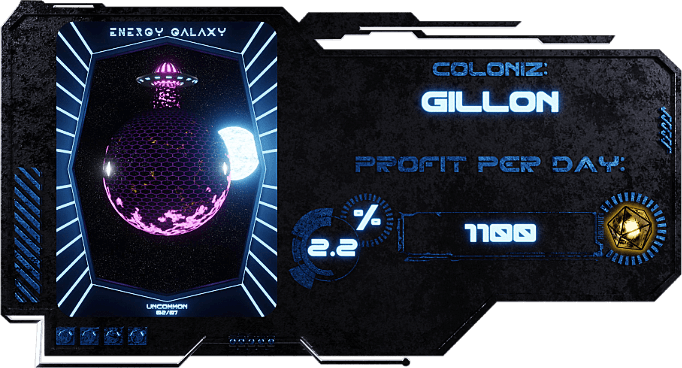 ENERGY GALAXY
UNCOMMON
COLONIZ:
GILLON
PROFIT PER DAY:
2.2 %
1100